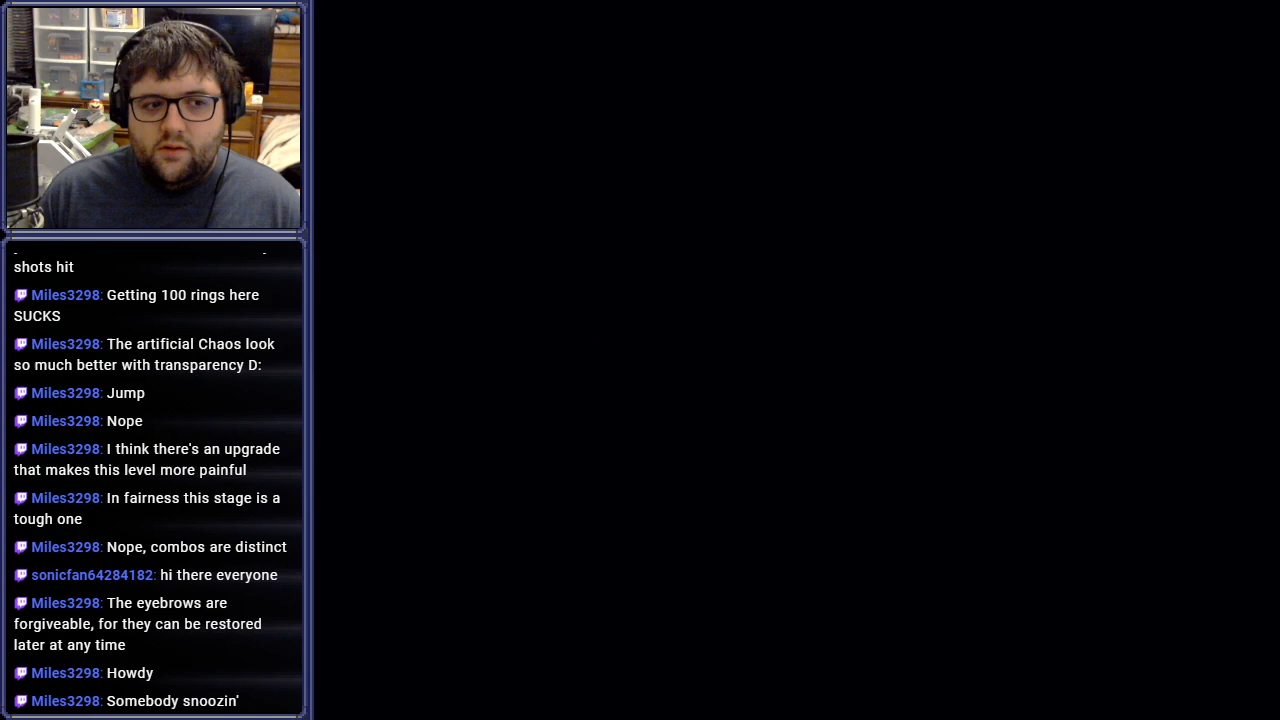 shots hit
Miles3298: Getting 100 rings here
SUCKS
Miles3298: The artificial Chaos look
so much better with transparency D:
Miles3298: Jump
Miles3298: Nope
Miles3298: I think there's an upgrade
that makes this level more painful
Miles3298: In fairness this stage is a
tough one
Miles3298: Nope, combos are distinct
sonicfan64284182: hi there everyone
Miles3298: The eyebrows are
forgiveable, for they can be restored
later at any time
Miles3298: Howdy
Miles3298: Somebody snoozin'